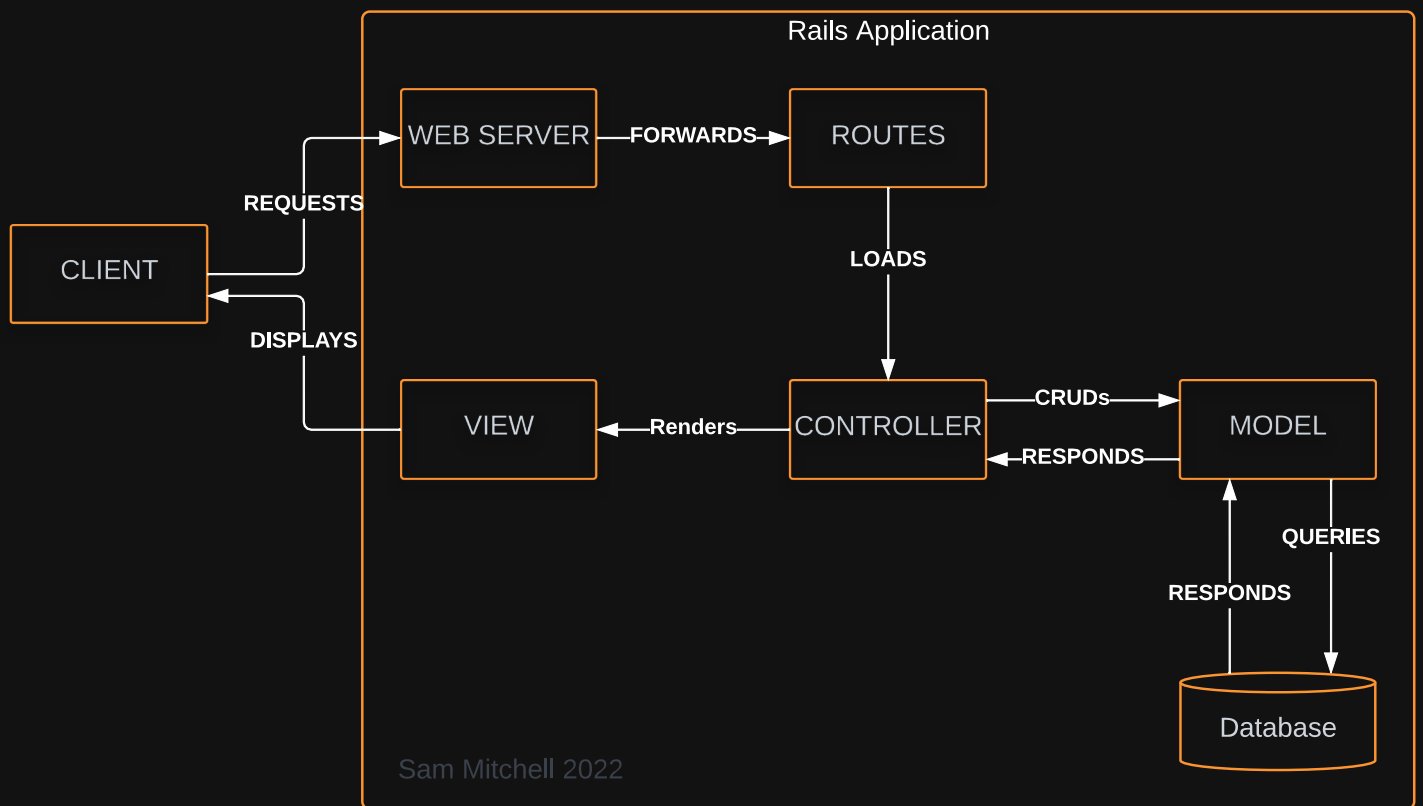 Rails Application
WEB SERVER
FORWARDS
ROUTES
REQUESTS
CLIENT
LOADS
DISPLAYS
VIEW
Renders
CONTROLLER
CRUDs
MODEL
RESPONDS
QUERIES
RESPONDS
Database
Sam Mitchell 2022